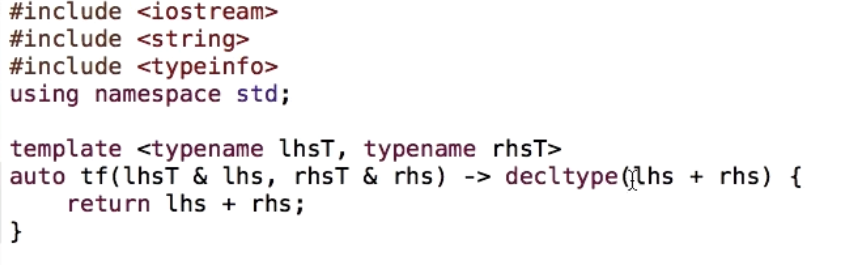 #include <iostream>
#include <string>
#include <typeinfo>
using namespace std;
template <typename lhsT, typename rhsT>
auto tf(lhsT & lhs, rhsT & rhs) -> decltype(lhs + rhs) {
    return lhs + rhs;
}